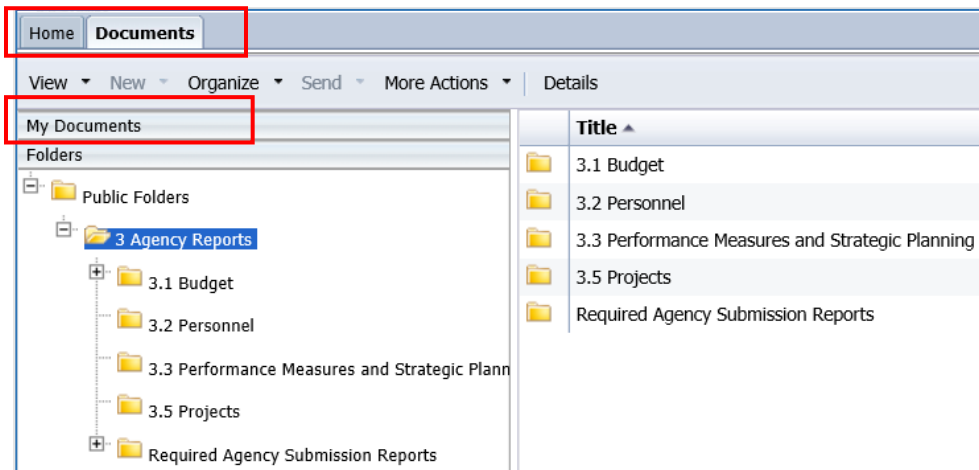 Home Documents
View New Organize Send More Actions Details
My Documents
Folders
Public Folders
3 Agency Reports
3.1 Budget
3.2 Personnel
3.3 Performance Measures and Strategic Plann
3.5 Projects
Required Agency Submission Reports
Title
3.1 Budget
3.2 Personnel
3.3 Performance Measures and Strategic Planning
3.5 Projects
Required Agency Submission Reports